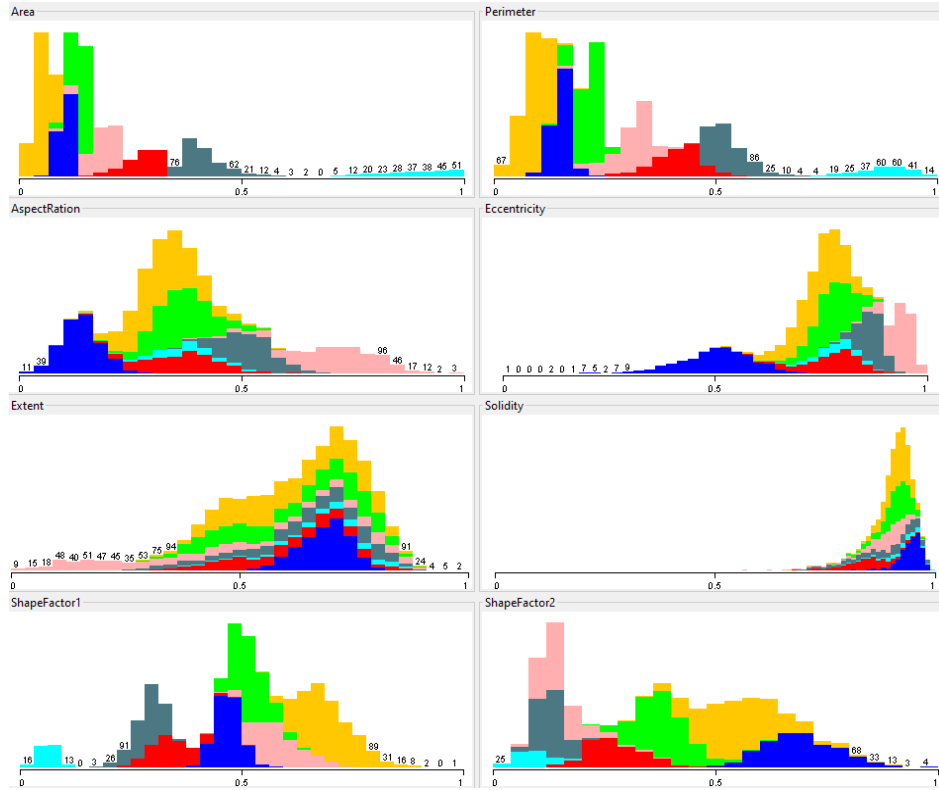 Area
Perimeter
76 62 21 12 4 3 2 0 5 12 20 23 28 37 38 46 51
0 0.5 1
67 86 25 10 4 4 19 25 37 60 60 41 14
0 0.5 1
AspectRation
Eccentricity
11 39 96 46 17 12 2 3
0 0.5 1
1 0 0 0 2 0 1 7 5 2 7 9
0 0.5 1
Extent
Solidity
9 15 18 48 40 51 47 45 35 53 75 94 91 24 4 5 2
0 0.5 1
0 0.5 1
ShapeFactor1
ShapeFactor2
16 13 0 3 26 91 89 31 16 8 2 0 1
0 0.5 1
25 68 33 13 3 4
0 0.5 1